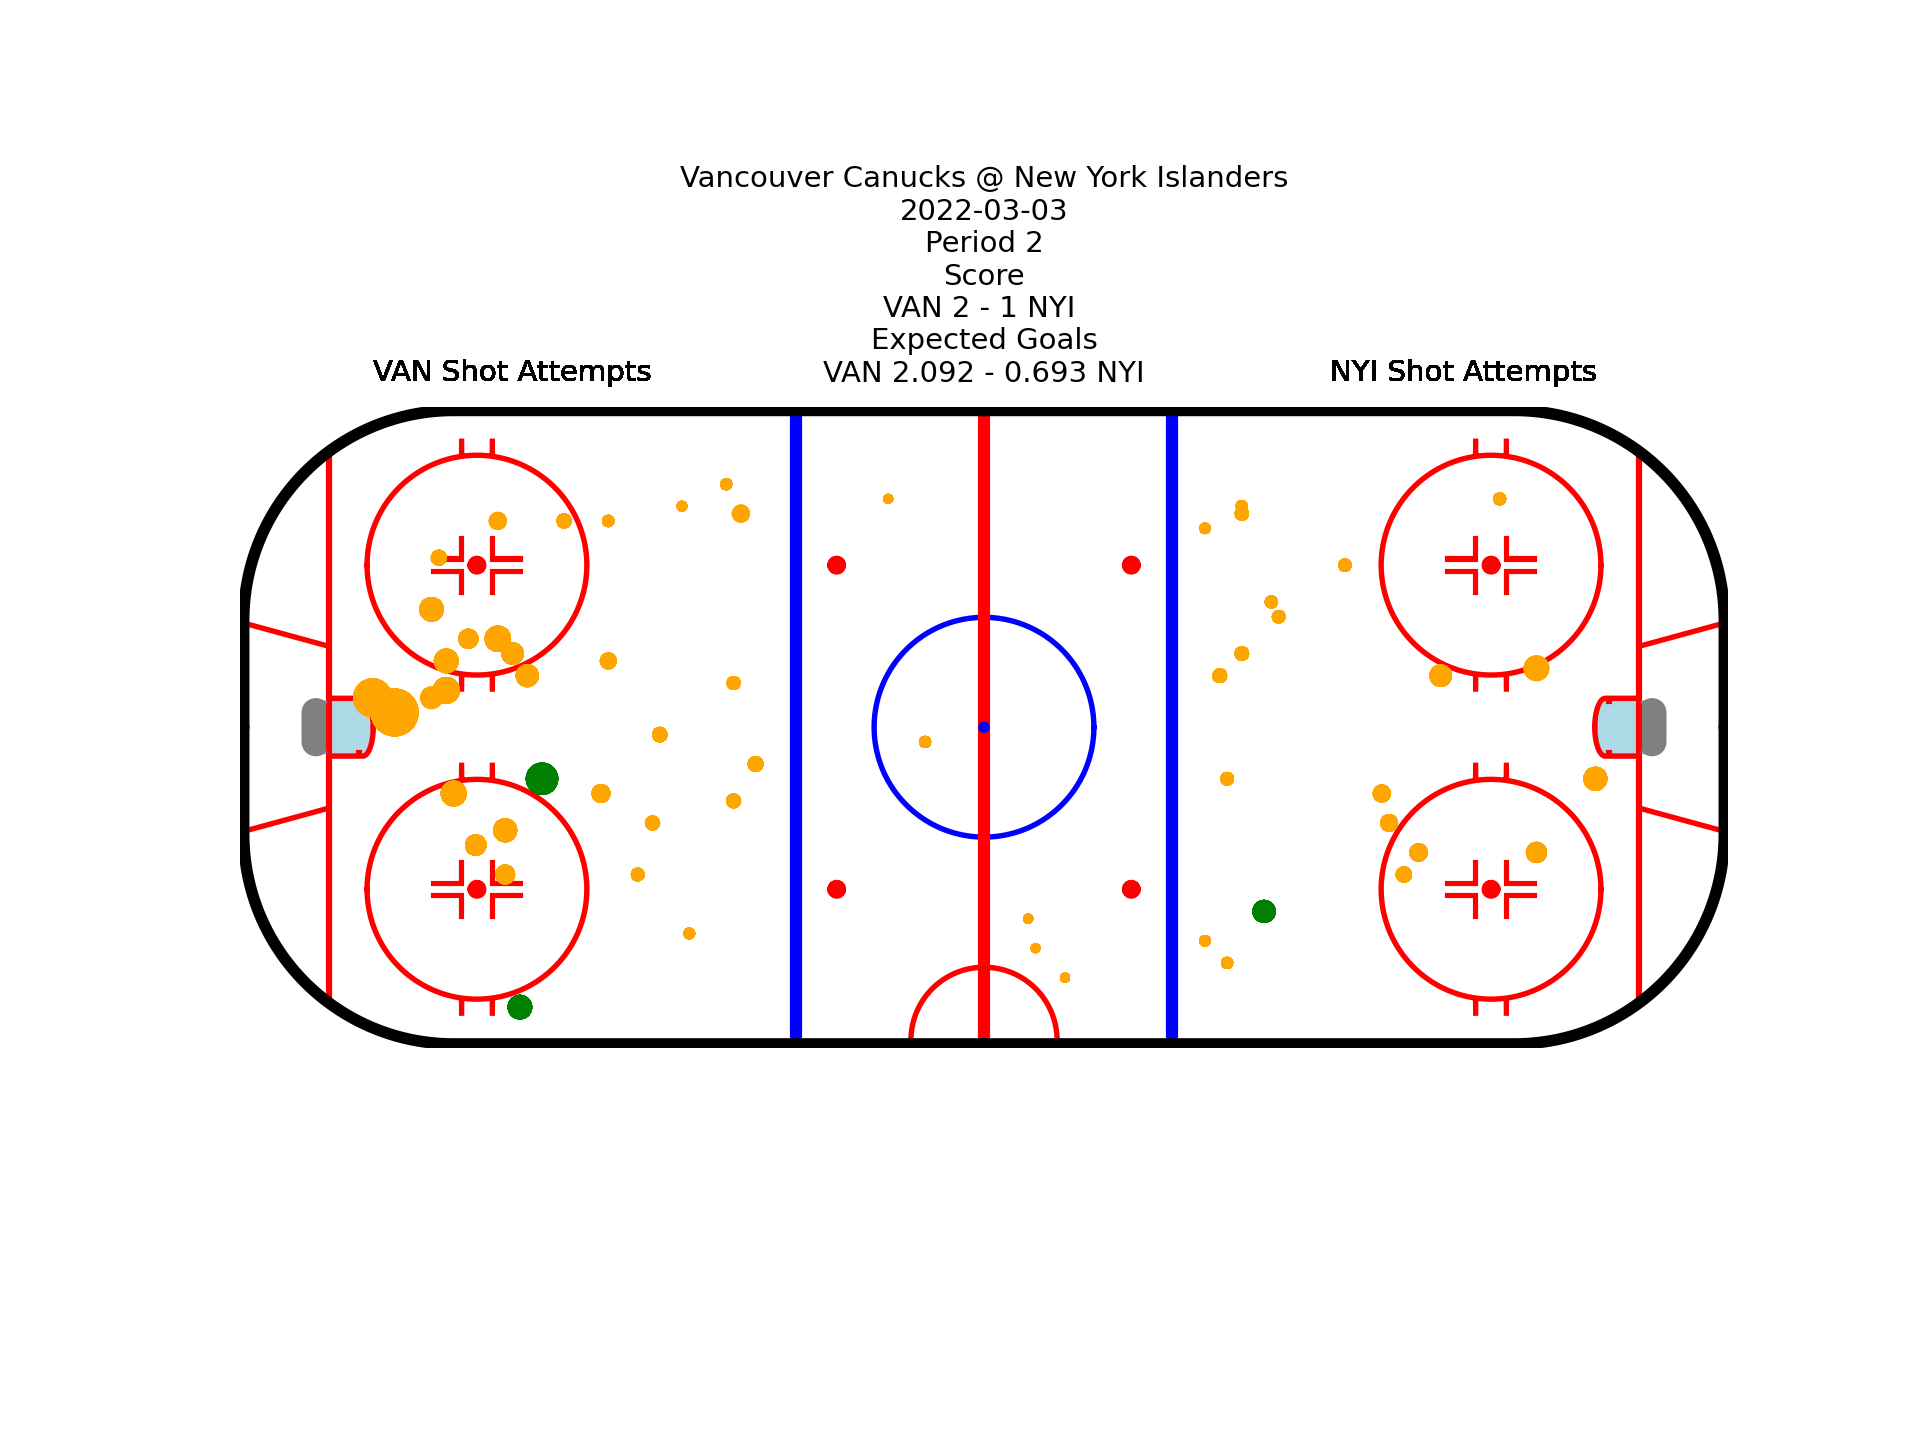 Vancouver Canucks @ New York Islanders
2022-03-03
Period 2
Score
VAN 2 - 1 NYI
Expected Goals
VAN 2.092 - 0.693 NYI
VAN Shot Attempts
NYI Shot Attempts